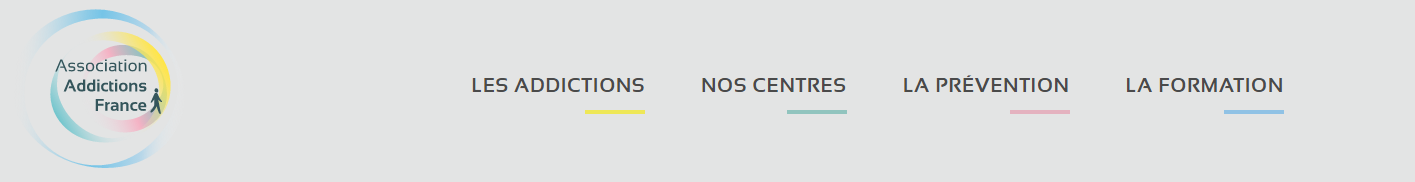 Association
Addictions
France
LES ADDICTIONS NOS CENTRES LA PRÉVENTION LA FORMATION